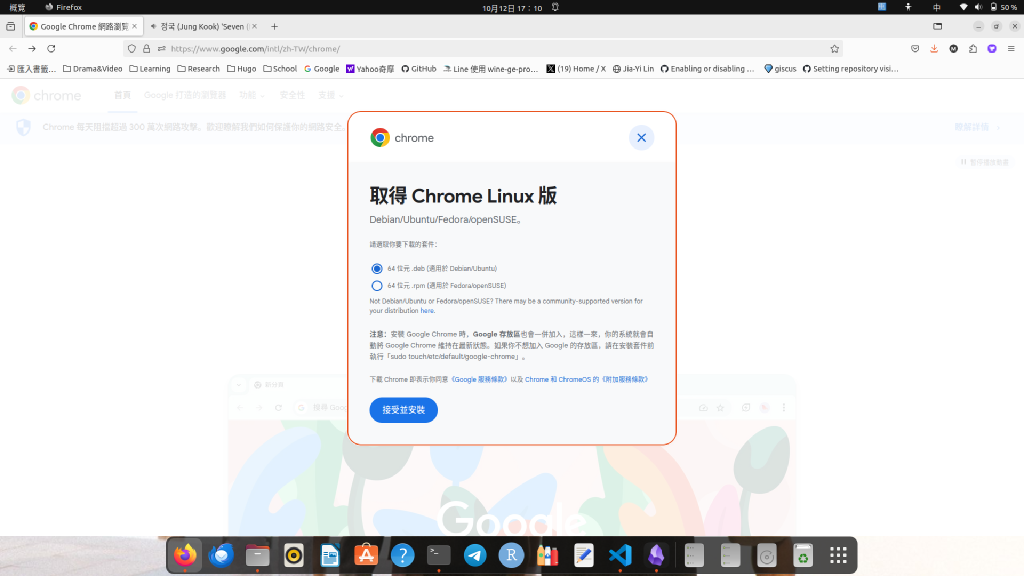 概覽
Firefox
10月12日 17：10
中
50 %
Google Chrome 網路瀏覽
정국 (Jung Kook) 'Seven (
https://www.google.com/intl/zh-TW/chrome/
匯入書籤…
Drama&Video
Learning
Research
Hugo
School
Google
Yahoo奇摩
GitHub
Line 使用 wine-ge-pro…
(19) Home / X
Jia-Yi Lin
Enabling or disabling …
giscus
Setting repository visi…
chrome
首頁
Google 打造的瀏覽器
功能
安全性
支援
Chrome 每天阻擋超過 300 萬次網路攻擊。歡迎瞭解我們如何保護你的網路安全。
瞭解詳情
chrome
取得 Chrome Linux 版
Debian/Ubuntu/Fedora/openSUSE。
請選取你要下載的套件：
64 位元 .deb (適用於 Debian/Ubuntu)
64 位元 .rpm (適用於 Fedora/openSUSE)
Not Debian/Ubuntu or Fedora/openSUSE? There may be a community-supported version for
your distribution here.
注意：安裝 Google Chrome 時，Google 存放區也會一併加入，這樣一來，你的系統就會自
動將 Google Chrome 維持在最新狀態。如果你不想加入 Google 的存放區，請在安裝套件前
執行「sudo touch/etc/default/google-chrome」。
下載 Chrome 即表示你同意《Google 服務條款》以及 Chrome 和 ChromeOS 的《附加服務條款》
接受並安裝
搜尋 Goog
Google